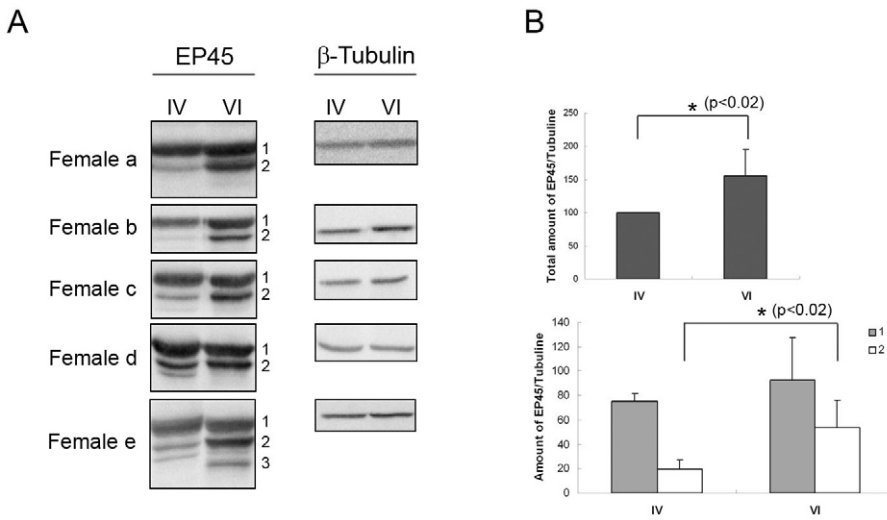 A
EP45
β-Tubulin
IV VI
IV VI
Female a
1
2
Female b
1
2
Female c
1
2
Female d
1
2
Female e
1
2
3
B
* (p<0.02)
Total amount of EP45/Tubuline
250
200
150
100
50
0
IV VI
* (p<0.02)
Amount of EP45/Tubuline
140
120
100
80
60
40
20
0
IV VI
1
2